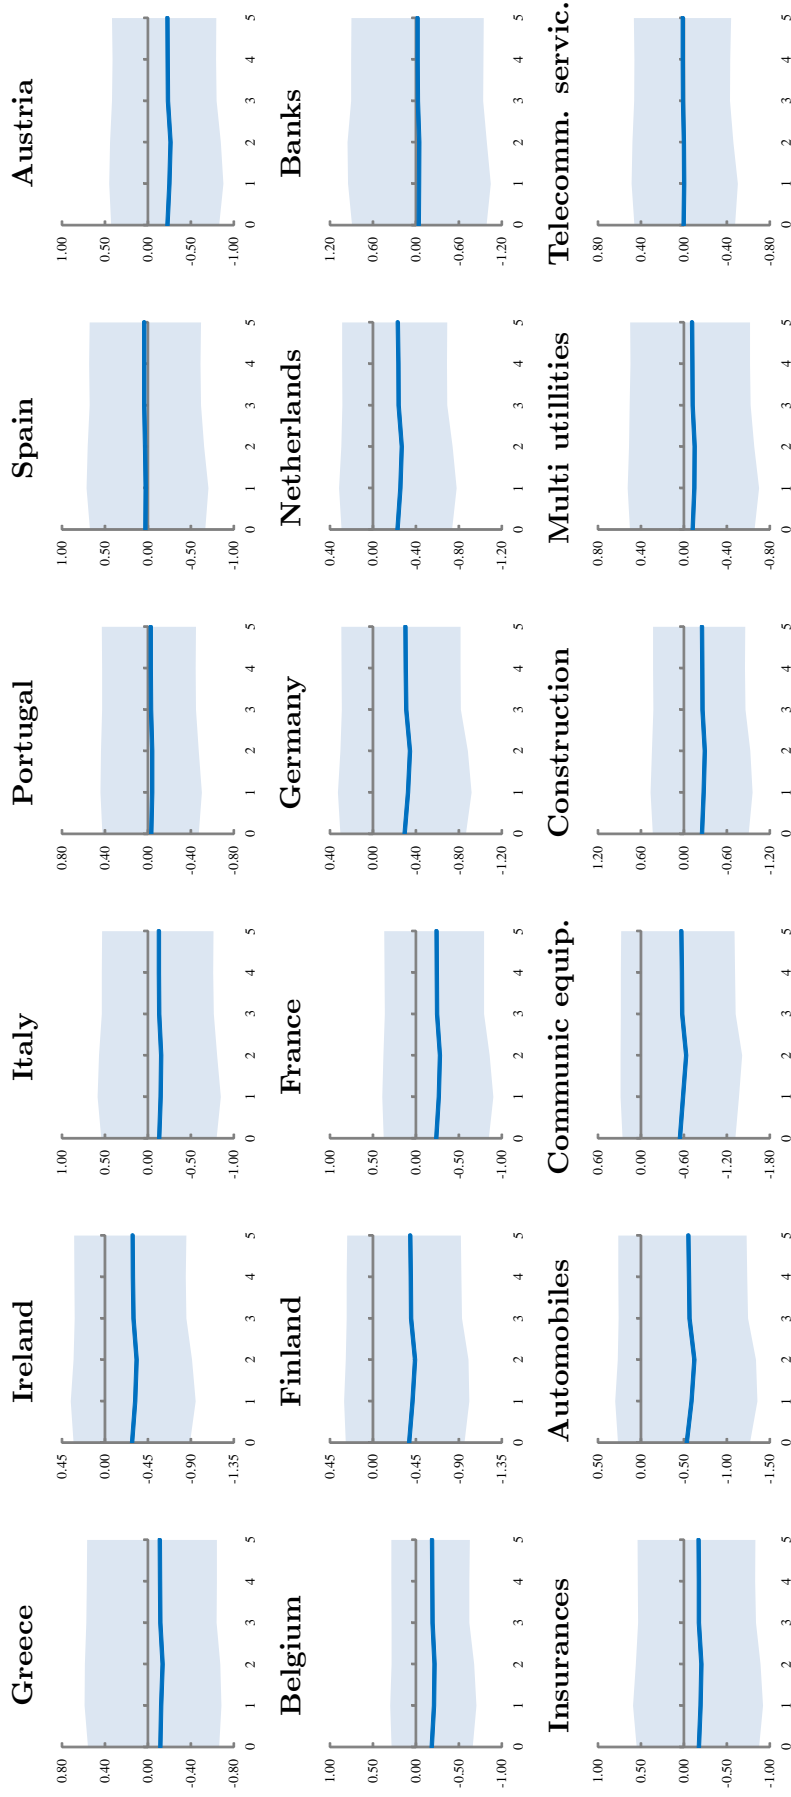 Greece Ireland Italy Portugal Spain Austria
0.80 0.45 1.00 0.80 1.00 1.00
0.40 0.00 0.50 0.40 0.50 0.50
0.00 -0.45 0.00 0.00 0.00 0.00
-0.40 -0.90 -0.50 -0.40 -0.50 -0.50
-0.80 -1.35 -1.00 -0.80 -1.00 -1.00
0 1 2 3 4 5 0 1 2 3 4 5 0 1 2 3 4 5 0 1 2 3 4 5 0 1 2 3 4 5 0 1 2 3 4 5
Belgium Finland France Germany Netherlands Banks
1.00 0.45 1.00 0.40 0.40 1.20
0.50 0.00 0.50 0.00 0.00 0.60
0.00 -0.45 0.00 -0.40 -0.40 0.00
-0.50 -0.90 -0.50 -0.80 -0.80 -0.60
-1.00 -1.35 -1.00 -1.20 -1.20 -1.20
0 1 2 3 4 5 0 1 2 3 4 5 0 1 2 3 4 5 0 1 2 3 4 5 0 1 2 3 4 5 0 1 2 3 4 5
Insurances Automobiles Communic equip. Construction Multi utillities Telecomm. servic.
1.00 0.50 0.60 1.20 0.80 0.80
0.50 0.00 0.00 0.60 0.40 0.40
0.00 -0.50 -0.60 0.00 0.00 0.00
-0.50 -1.00 -1.20 -0.60 -0.40 -0.40
-1.00 -1.50 -1.80 -1.20 -0.80 -0.80
0 1 2 3 4 5 0 1 2 3 4 5 0 1 2 3 4 5 0 1 2 3 4 5 0 1 2 3 4 5 0 1 2 3 4 5